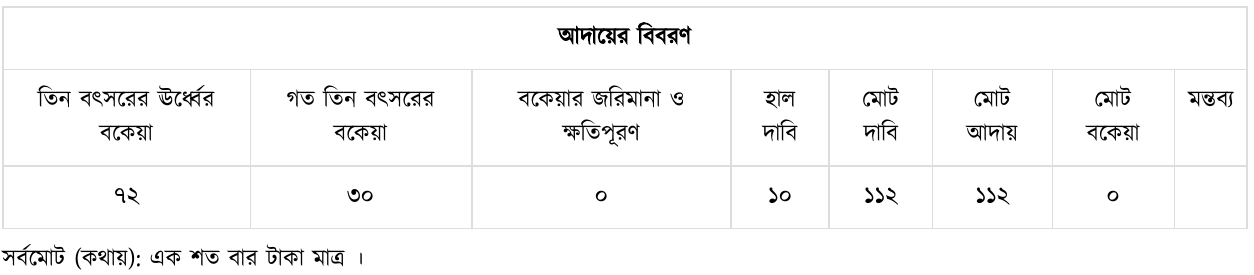 আদায়ের বিবরণ
তিন বৎসরের ঊর্ধ্বের বকেয়া গত তিন বৎসরের বকেয়া বকেয়ার জরিমানা ও ক্ষতিপূরণ হাল দাবি মোট দাবি মোট আদায় মোট বকেয়া মন্তব্য
৭২ ৩০ ০ ১০ ১১২ ১১২ ০
সর্বমোট (কথায়): এক শত বার টাকা মাত্র ।